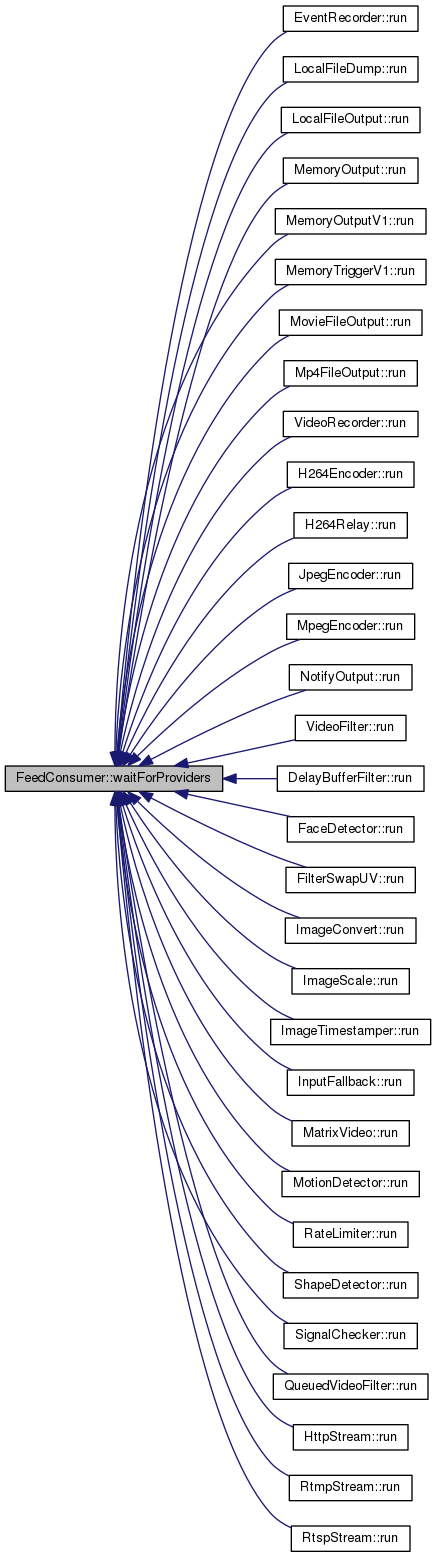 EventRecorder::run
LocalFileDump::run
LocalFileOutput::run
MemoryOutput::run
MemoryOutputV1::run
MemoryTriggerV1::run
MovieFileOutput::run
Mp4FileOutput::run
VideoRecorder::run
H264Encoder::run
H264Relay::run
JpegEncoder::run
MpegEncoder::run
NotifyOutput::run
VideoFilter::run
FeedConsumer::waitForProviders
DelayBufferFilter::run
FaceDetector::run
FilterSwapUV::run
ImageConvert::run
ImageScale::run
ImageTimestamper::run
InputFallback::run
MatrixVideo::run
MotionDetector::run
RateLimiter::run
ShapeDetector::run
SignalChecker::run
QueuedVideoFilter::run
HttpStream::run
RtmpStream::run
RtspStream::run